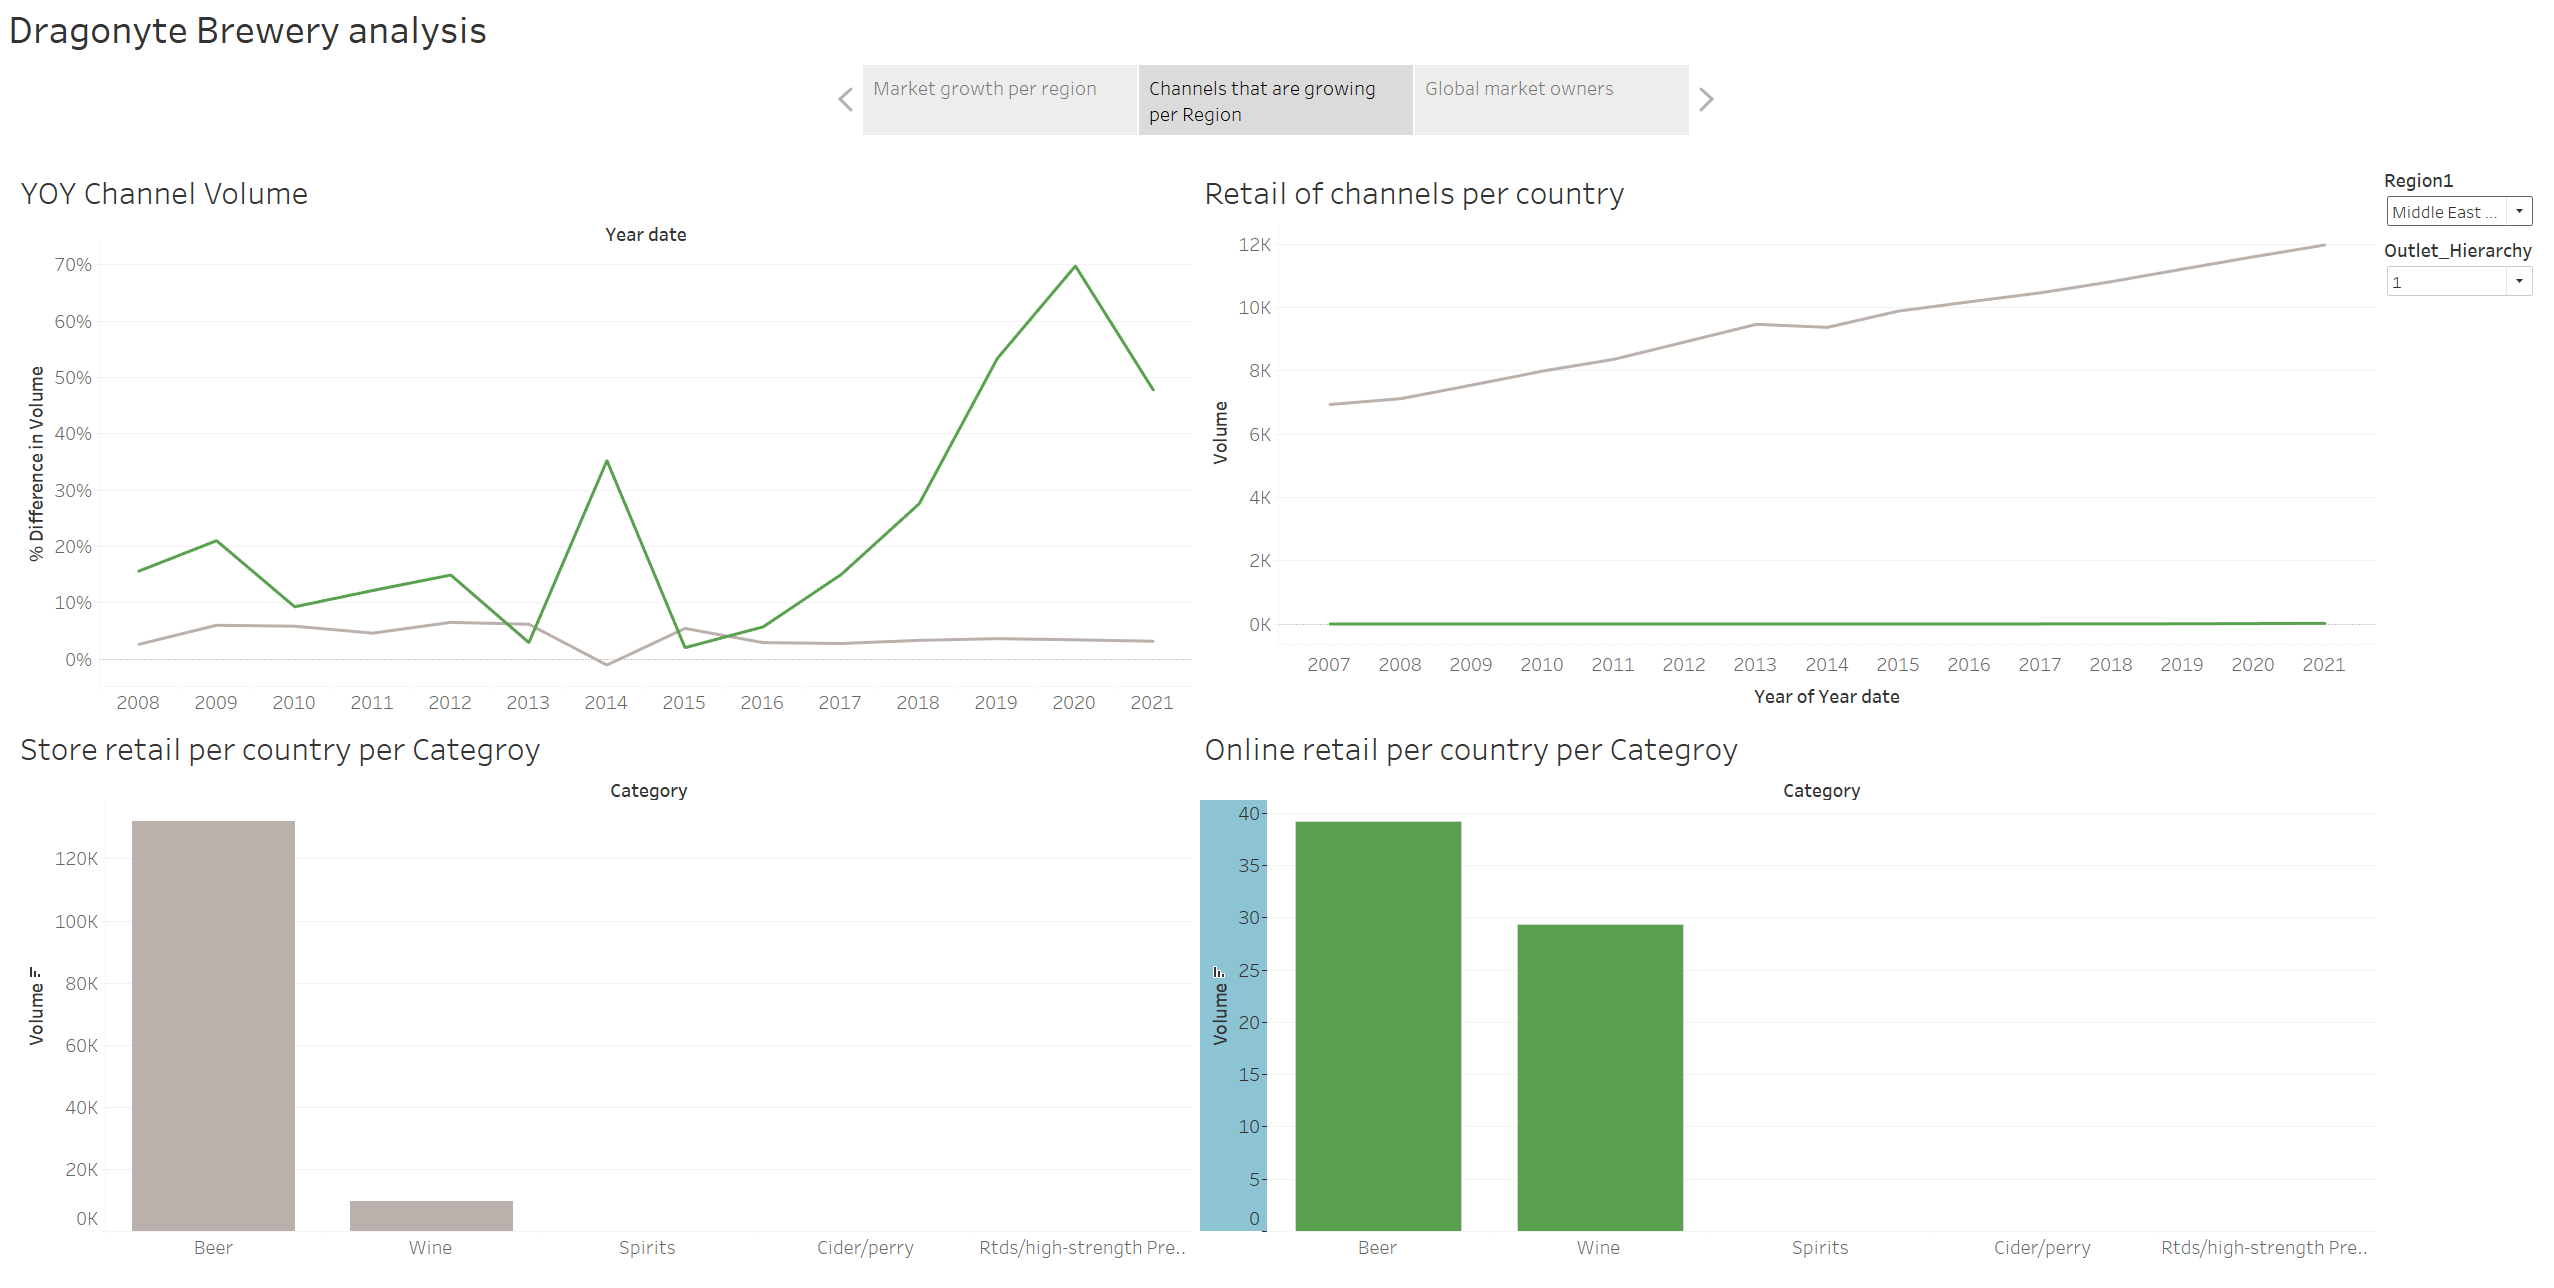 Dragonyte Brewery analysis
Market growth per region
Channels that are growing
per Region
Global market owners
YOY Channel Volume
Year date
% Difference in Volume
70%
60%
50%
40%
30%
20%
10%
0%
2008 2009 2010 2011 2012 2013 2014 2015 2016 2017 2018 2019 2020 2021
Retail of channels per country
Volume
12K
10K
8K
6K
4K
2K
0K
2007 2008 2009 2010 2011 2012 2013 2014 2015 2016 2017 2018 2019 2020 2021
Year of Year date
Region1
Middle East ...
Outlet_Hierarchy
1
Store retail per country per Categroy
Category
Volume
120K
100K
80K
60K
40K
20K
0K
Beer Wine Spirits Cider/perry Rtds/high-strength Pre..
Online retail per country per Categroy
Category
Volume
40
35
30
25
20
15
10
5
0
Beer Wine Spirits Cider/perry Rtds/high-strength Pre..